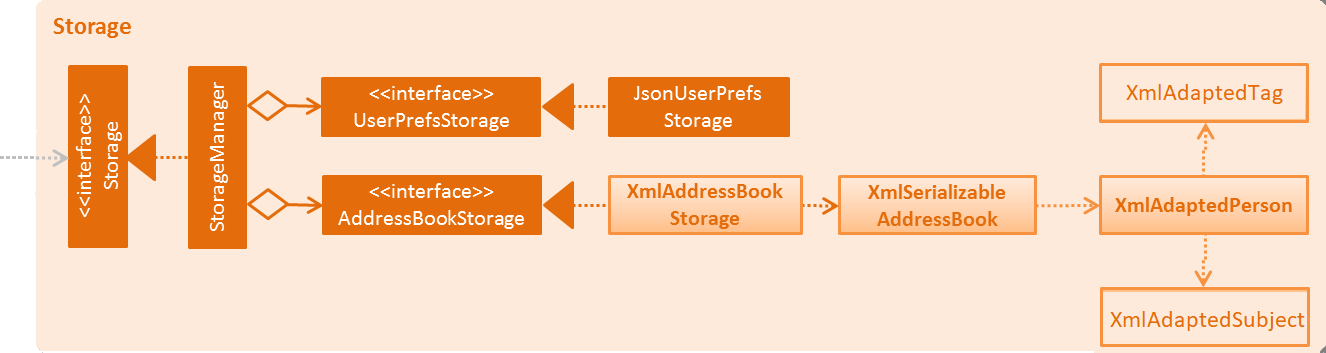 Storage
<<interface>>
Storage
StorageManager
<<interface>>
UserPrefsStorage
JsonUserPrefs
Storage
<<interface>>
AddressBookStorage
XmlAddressBook
Storage
XmlSerializable
AddressBook
XmlAdaptedTag
XmlAdaptedPerson
XmlAdaptedSubject